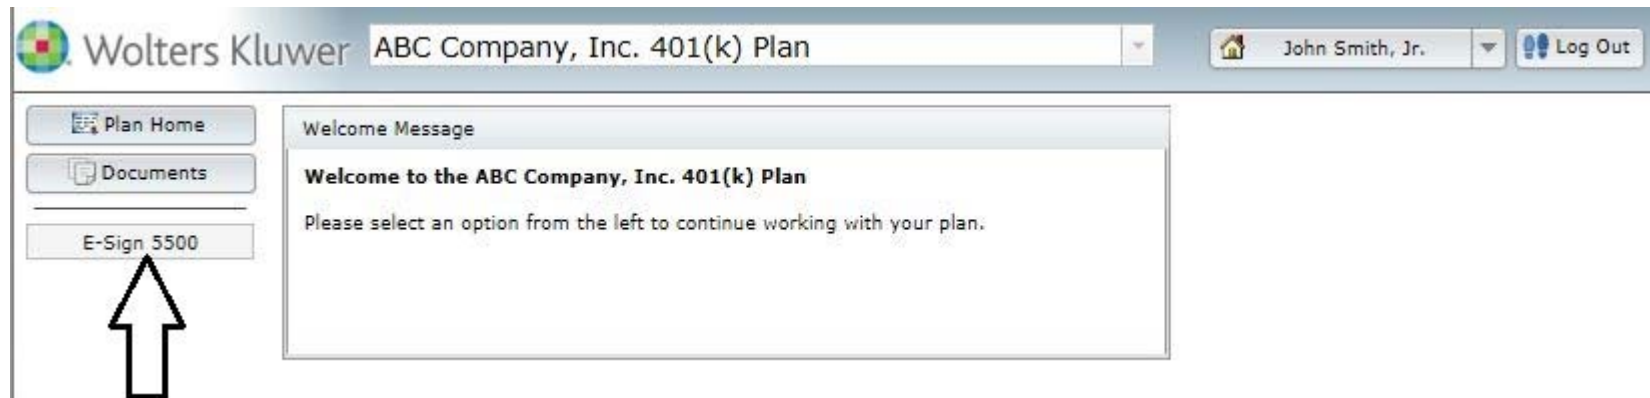 Wolters Kluwer
ABC Company, Inc. 401(k) Plan
John Smith, Jr.
Log Out
Plan Home
Documents
E-Sign 5500
Welcome Message
Welcome to the ABC Company, Inc. 401(k) Plan
Please select an option from the left to continue working with your plan.